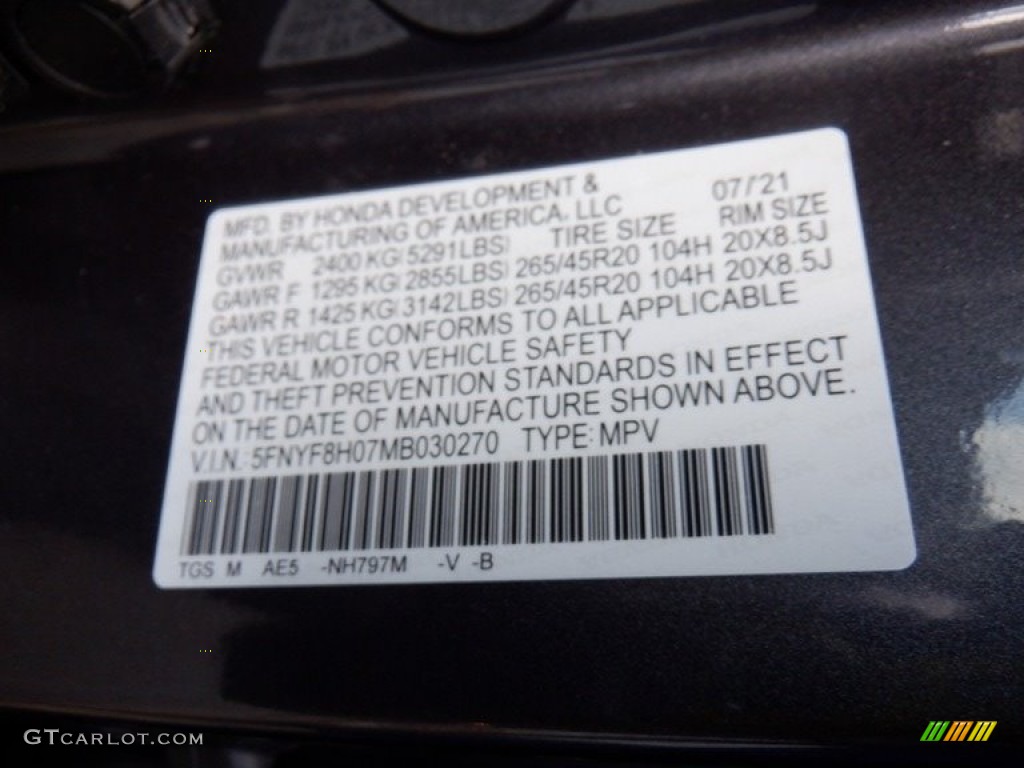 MFD. BY HONDA DEVELOPMENT &
MANUFACTURING OF AMERICA, LLC 07/'21
GVWR 2400 KG(5291LBS) TIRE SIZE RIM SIZE
GAWR F 1295 KG(2855LBS) 265/45R20 104H 20X8.5J
GAWR R 1425 KG(3142LBS) 265/45R20 104H 20X8.5J
THIS VEHICLE CONFORMS TO ALL APPLICABLE
FEDERAL MOTOR VEHICLE SAFETY
AND THEFT PREVENTION STANDARDS IN EFFECT
ON THE DATE OF MANUFACTURE SHOWN ABOVE.
V.I.N.: 5FNYF8H07MB030270 TYPE: MPV
TGS M AE5 -NH797M -V -B
GTCARLOT.COM